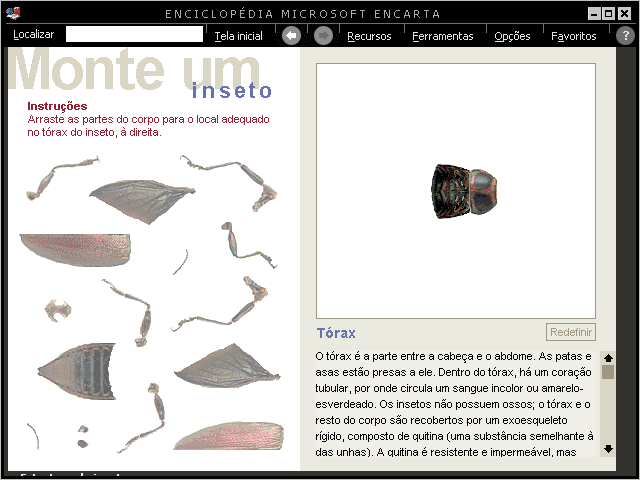 ENCICLOPÉDIA MICROSOFT ENCARTA
Localizar Tela inicial Recursos Ferramentas Opções Favoritos ?
Monte um
inseto
Instruções
Arraste as partes do corpo para o local adequado
no tórax do inseto, à direita.
Tórax
Redefinir
O tórax é a parte entre a cabeça e o abdome. As patas e
asas estão presas a ele. Dentro do tórax, há um coração
tubular, por onde circula um sangue incolor ou amarelo-
esverdeado. Os insetos não possuem ossos; o tórax e o
resto do corpo são recobertos por um exoesqueleto
rígido, composto de quitina (uma substância semelhante à
das unhas). A quitina é resistente e impermeável, mas